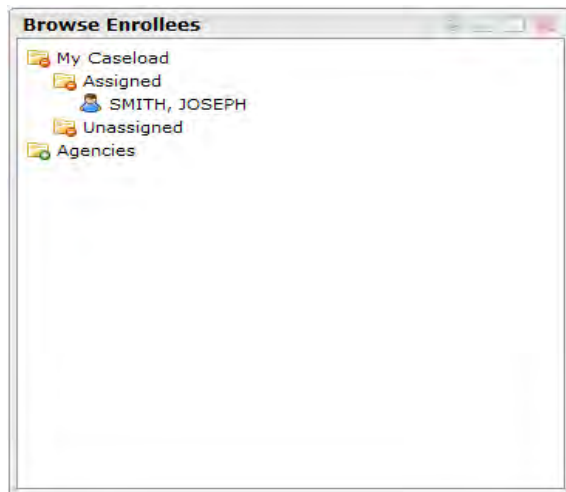 Browse Enrollees
My Caseload
Assigned
SMITH, JOSEPH
Unassigned
Agencies